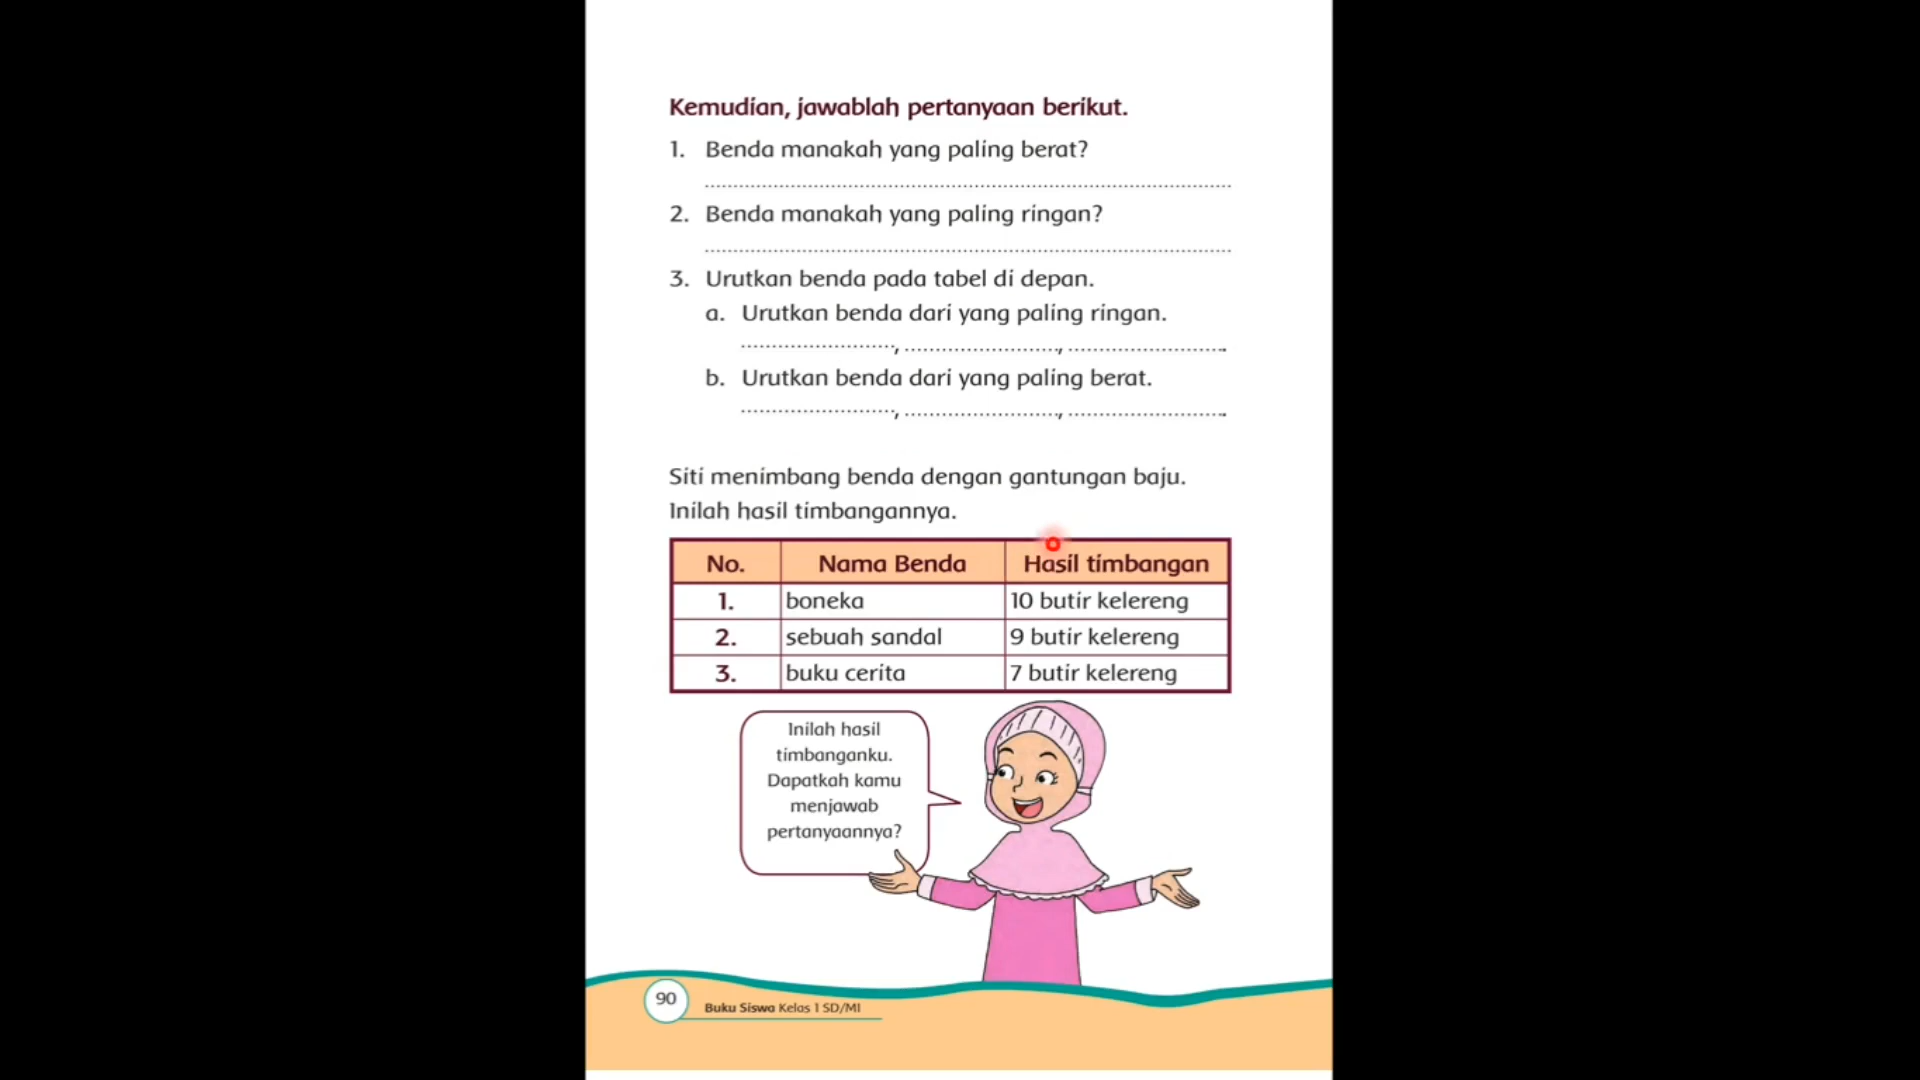 Kemudian, jawablah pertanyaan berikut.
1. Benda manakah yang paling berat?
2. Benda manakah yang paling ringan?
3. Urutkan benda pada tabel di depan.
a. Urutkan benda dari yang paling ringan.
........................, ........................, ........................
b. Urutkan benda dari yang paling berat.
........................, ........................, ........................
Siti menimbang benda dengan gantungan baju.
Inilah hasil timbangannya.
No. Nama Benda Hasil timbangan
1. boneka 10 butir kelereng
2. sebuah sandal 9 butir kelereng
3. buku cerita 7 butir kelereng
Inilah hasil
timbanganku.
Dapatkah kamu
menjawab
pertanyaannya?
90 Buku Siswa Kelas 1 SD/MI